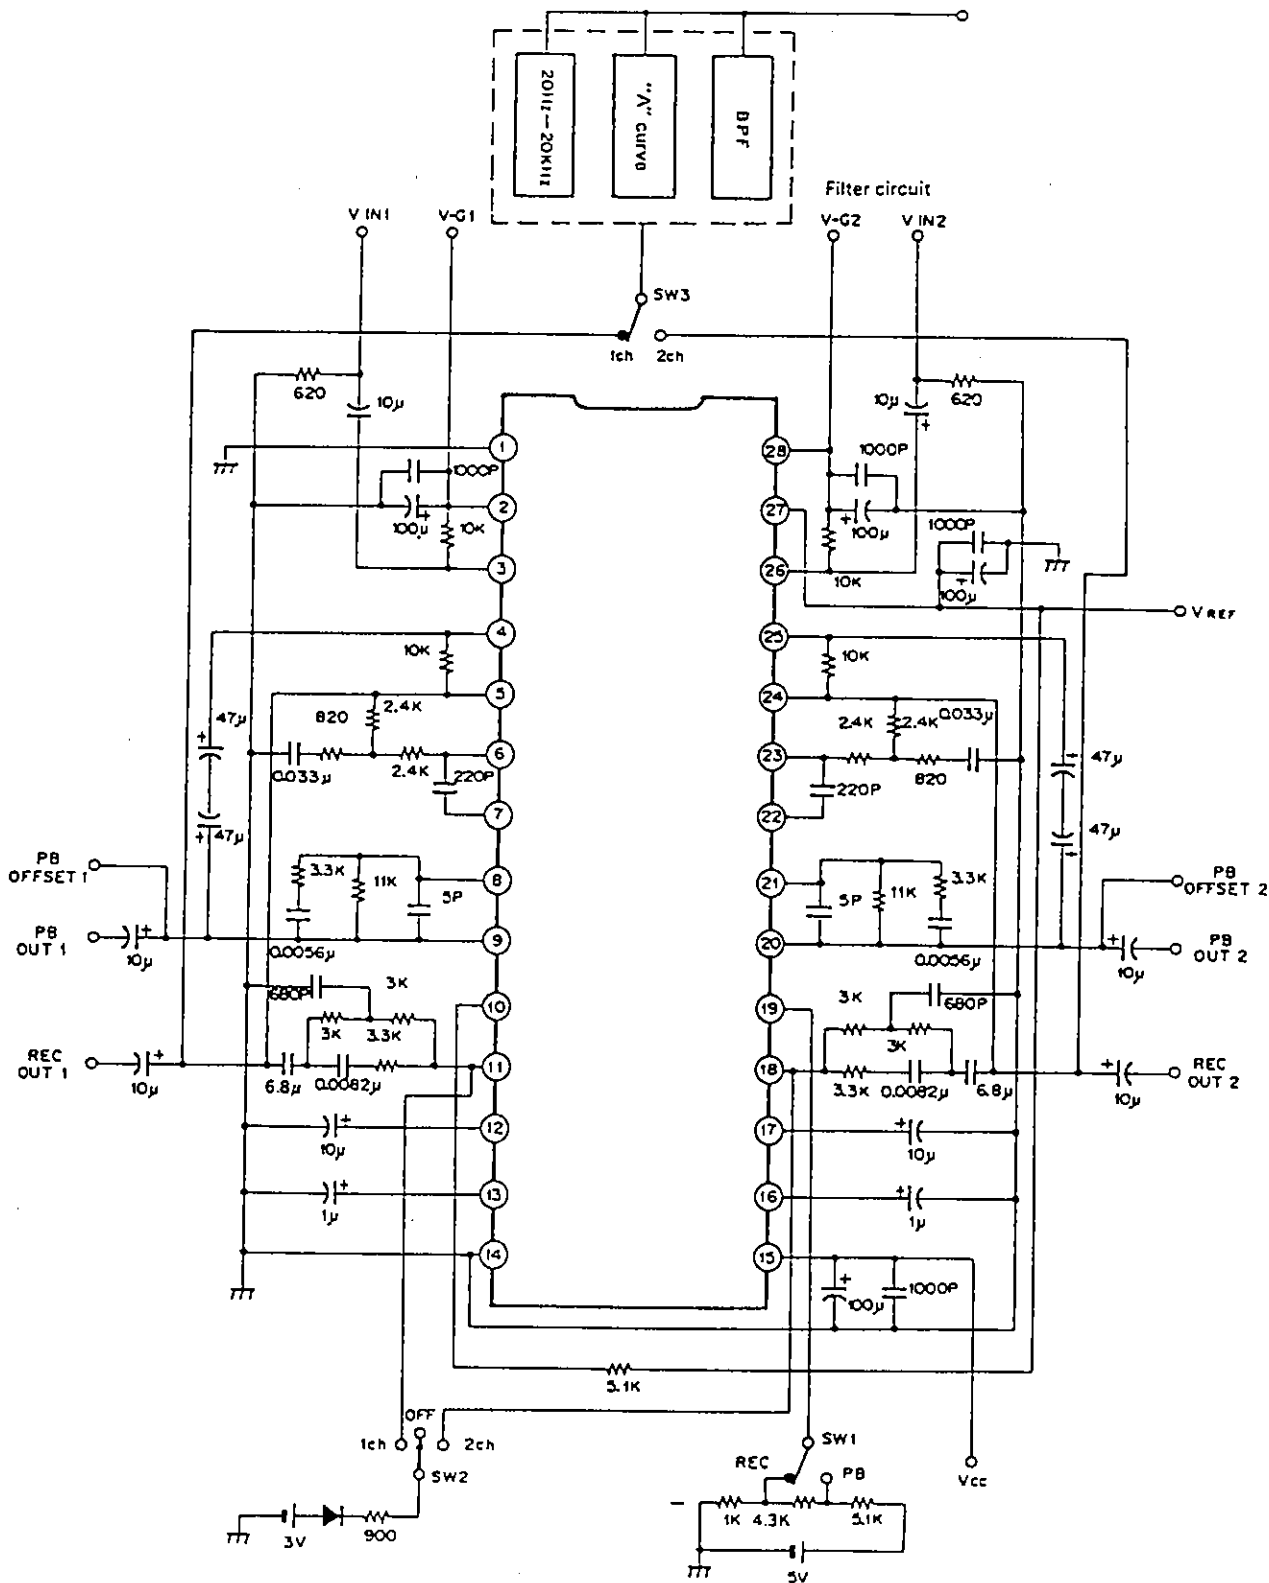 20Hz-20KHz
"A" curve
BPF
Filter circuit
V IN1
V-G1
V-G2
V IN2
SW3
1ch
2ch
620
10µ
10µ
620
+
1
28
1000P
1000P
2
27
100µ
+
10K
+
100µ
1000P
3
26
10K
+
100µ
VREF
4
25
10K
10K
5
24
47µ
820
2.4K
2.4K
2.4K
0.033µ
+
6
23
47µ
0.033µ
2.4K
220P
220P
820
7
22
47µ
+
47µ
+
PB
OFFSET 1
3.3K
11K
5P
8
21
5P
11K
3.3K
PB
OFFSET 2
PB
OUT 1
+
10µ
0.0056µ
9
20
0.0056µ
+
10µ
PB
OUT 2
680P
3K
3K
680P
10
19
3K
3.3K
3K
REC
OUT 1
+
10µ
6.8µ
0.0082µ
11
18
3.3K
0.0082µ
6.8µ
+
10µ
REC
OUT 2
+
10µ
12
17
+
10µ
+
1µ
13
16
+
1µ
14
15
+
100µ
1000P
5.1K
OFF
1ch
2ch
SW2
SW1
REC
PB
Vcc
3V
900
1K
4.3K
5.1K
5V